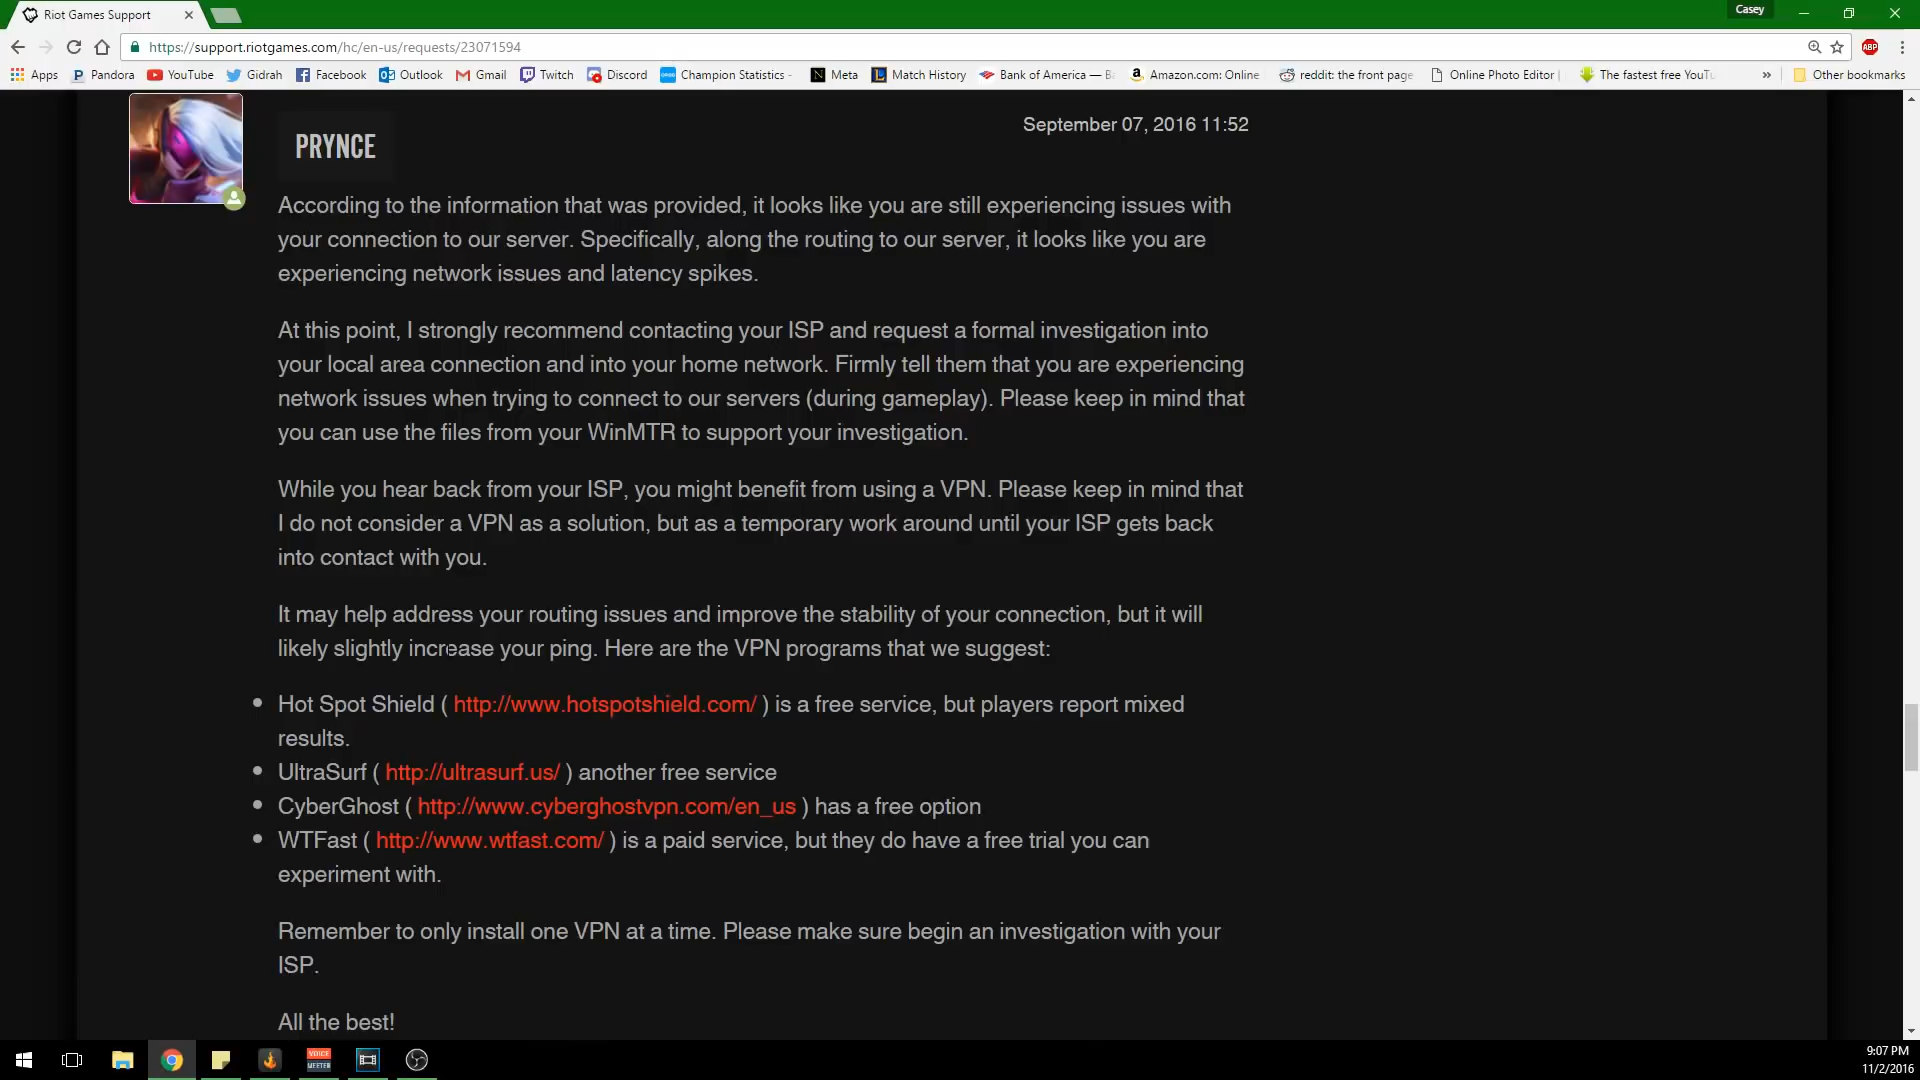 Riot Games Support
Casey
https://support.riotgames.com/hc/en-us/requests/23071594
ABP
Apps Pandora YouTube Gidrah Facebook Outlook Gmail Twitch Discord Champion Statistics - Meta Match History Bank of America — B Amazon.com: Online reddit: the front page Online Photo Editor | The fastest free YouTu » Other bookmarks
September 07, 2016 11:52
PRYNCE
According to the information that was provided, it looks like you are still experiencing issues with
your connection to our server. Specifically, along the routing to our server, it looks like you are
experiencing network issues and latency spikes.
At this point, I strongly recommend contacting your ISP and request a formal investigation into
your local area connection and into your home network. Firmly tell them that you are experiencing
network issues when trying to connect to our servers (during gameplay). Please keep in mind that
you can use the files from your WinMTR to support your investigation.
While you hear back from your ISP, you might benefit from using a VPN. Please keep in mind that
I do not consider a VPN as a solution, but as a temporary work around until your ISP gets back
into contact with you.
It may help address your routing issues and improve the stability of your connection, but it will
likely slightly increase your ping. Here are the VPN programs that we suggest:
• Hot Spot Shield ( http://www.hotspotshield.com/ ) is a free service, but players report mixed
results.
• UltraSurf ( http://ultrasurf.us/ ) another free service
• CyberGhost ( http://www.cyberghostvpn.com/en_us ) has a free option
• WTFast ( http://www.wtfast.com/ ) is a paid service, but they do have a free trial you can
experiment with.
Remember to only install one VPN at a time. Please make sure begin an investigation with your
ISP.
All the best!
VOICE
MEETER
9:07 PM
11/2/2016